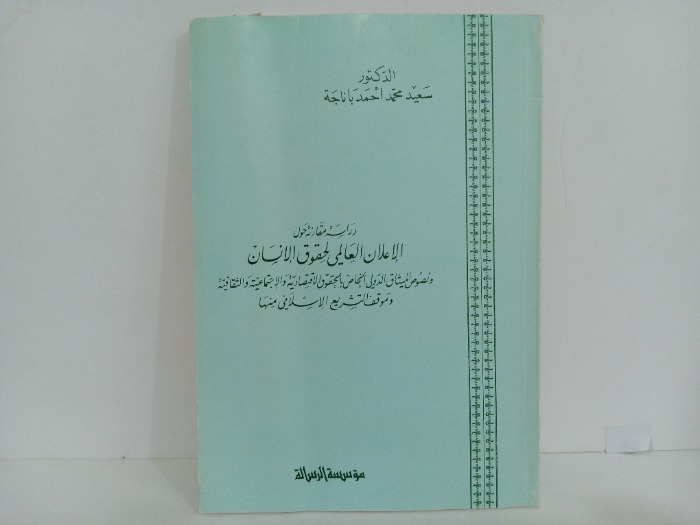 الدكتور
سعيد محمد احمد باناجة
دراسة مقارنة حول
الإعلان العالمي لحقوق الإنسان
ونصوص الميثاق الدولي الخاص بالحقوق الاقتصادية والاجتماعية والثقافية
وموقف التشريع الإسلامي منها
مؤسسة الرسالة